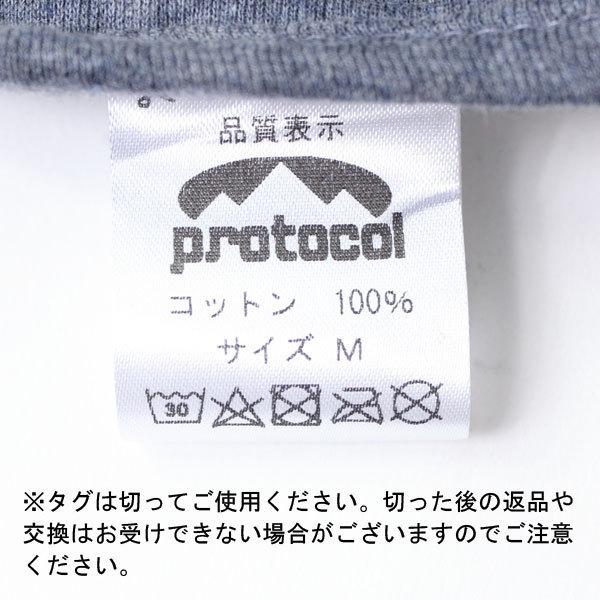 品質表示
protocol
コットン 100%
サイズ M
30
※タグは切ってご使用ください。切った後の返品や
交換はお受けできない場合がございますのでご注意
ください。